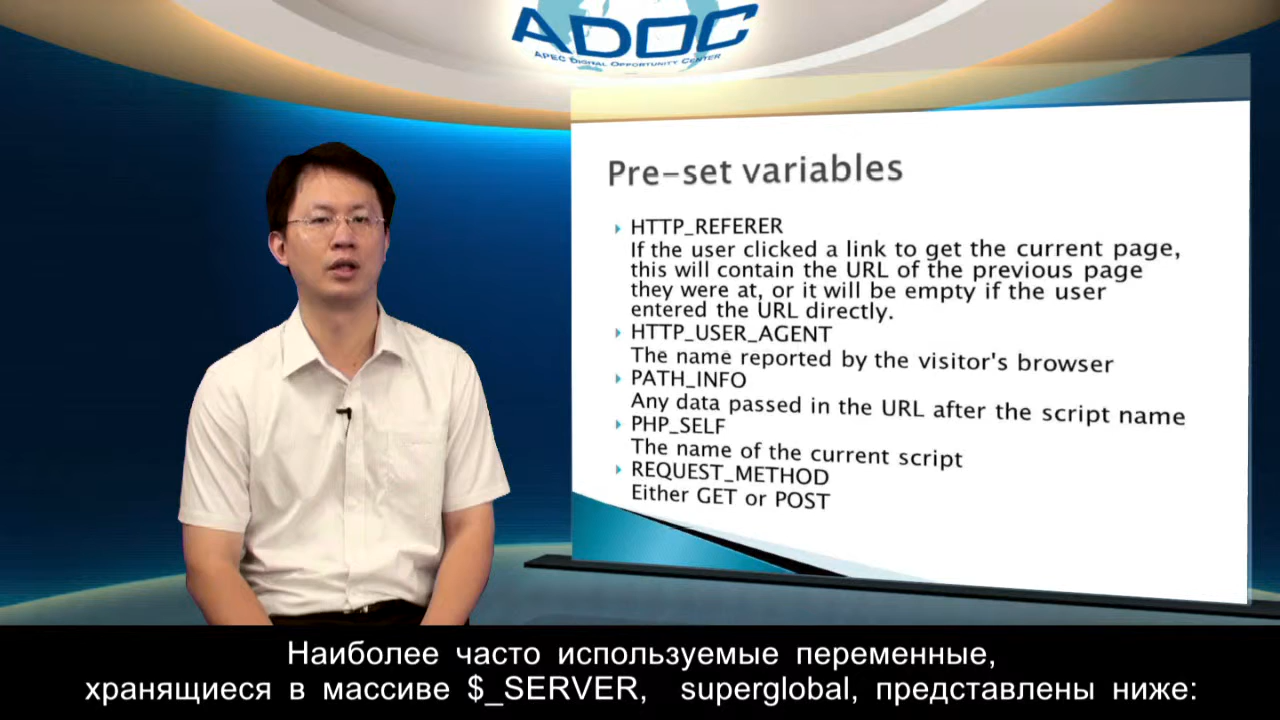 ADOC
APEC DIGITAL OPPORTUNITY CENTER
Pre-set variables
HTTP_REFERER
If the user clicked a link to get the current page,
this will contain the URL of the previous page
they were at, or it will be empty if the user
entered the URL directly.
HTTP_USER_AGENT
The name reported by the visitor's browser
PATH_INFO
Any data passed in the URL after the script name
PHP_SELF
The name of the current script
REQUEST_METHOD
Either GET or POST
Наиболее часто используемые переменные,
хранящиеся в массиве $_SERVER, superglobal, представлены ниже: